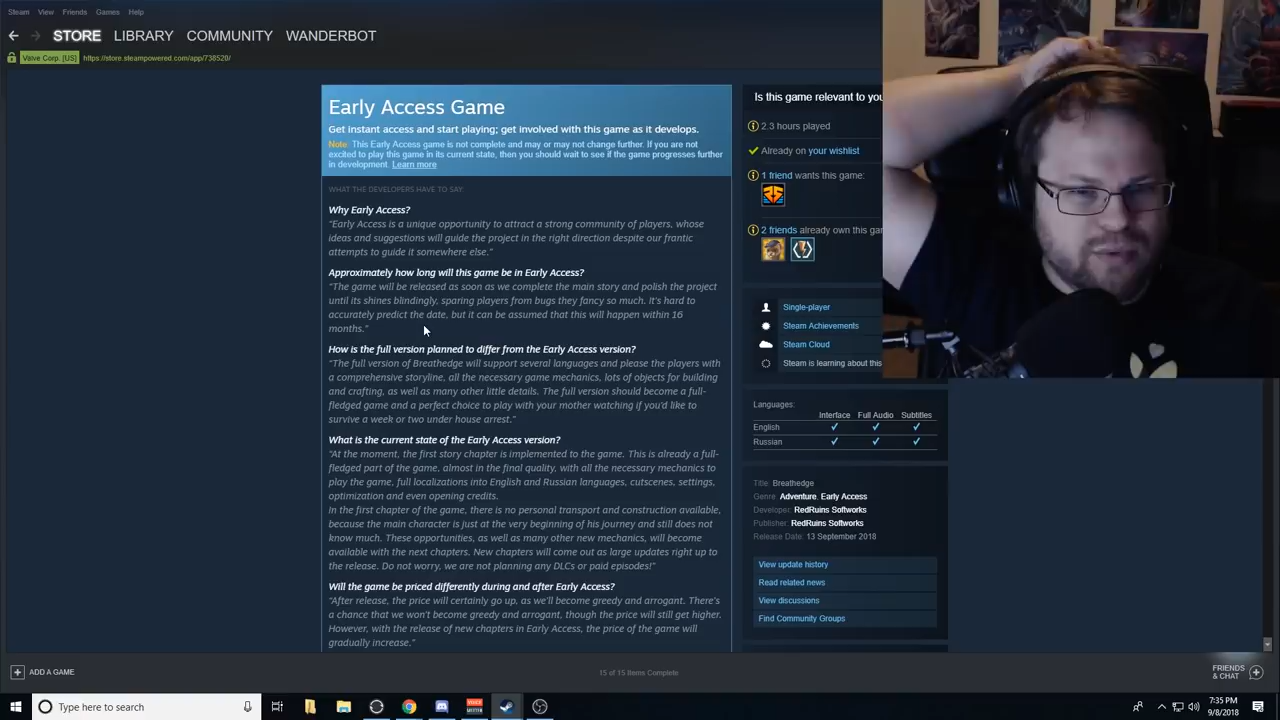 Steam View Friends Games Help
STORE LIBRARY COMMUNITY WANDERBOT
Valve Corp. [US] https://store.steampowered.com/app/738520/
Early Access Game
Get instant access and start playing; get involved with this game as it develops.
Note: This Early Access game is not complete and may or may not change further. If you are not
excited to play this game in its current state, then you should wait to see if the game progresses further
in development. Learn more
WHAT THE DEVELOPERS HAVE TO SAY:
Why Early Access?
“Early Access is a unique opportunity to attract a strong community of players, whose
ideas and suggestions will guide the project in the right direction despite our frantic
attempts to guide it somewhere else.”
Approximately how long will this game be in Early Access?
“The game will be released as soon as we complete the main story and polish the project
until its shines blindingly, sparing players from bugs they fancy so much. It's hard to
accurately predict the date, but it can be assumed that this will happen within 16
months.”
How is the full version planned to differ from the Early Access version?
“The full version of Breathedge will support several languages and please the players with
a comprehensive storyline, all the necessary game mechanics, lots of objects for building
and crafting, as well as many other little details. The full version should become a full-
fledged game and a perfect choice to play with your mother watching if you'd like to
survive a week or two under house arrest.”
What is the current state of the Early Access version?
“At the moment, the first story chapter is implemented to the game. This is already a full-
fledged part of the game, almost in the final quality, with all the necessary mechanics to
play the game, full localizations into English and Russian languages, cutscenes, settings,
optimization and even opening credits.
In the first chapter of the game, there is no personal transport and construction available,
because the main character is just at the very beginning of his journey and still does not
know much. These opportunities, as well as many other new mechanics, will become
available with the next chapters. New chapters will come out as large updates right up to
the release. Do not worry, we are not planning any DLCs or paid episodes!”
Will the game be priced differently during and after Early Access?
“After release, the price will certainly go up, as we'll become greedy and arrogant. There's
a chance that we won't become greedy and arrogant, though the price will still get higher.
However, with the release of new chapters in Early Access, the price of the game will
gradually increase.”
Is this game relevant to you
2.3 hours played
Already on your wishlist
1 friend wants this game:
2 friends already own this gam
Single-player
Steam Achievements
Steam Cloud
Steam is learning about this
Languages:
Interface Full Audio Subtitles
English ✓ ✓ ✓
Russian ✓ ✓ ✓
Title: Breathedge
Genre: Adventure, Early Access
Developer: RedRuins Softworks
Publisher: RedRuins Softworks
Release Date: 13 September 2018
View update history
Read related news
View discussions
Find Community Groups
+ ADD A GAME
15 of 15 Items Complete
FRIENDS
& CHAT
Type here to search
7:35 PM
9/8/2018